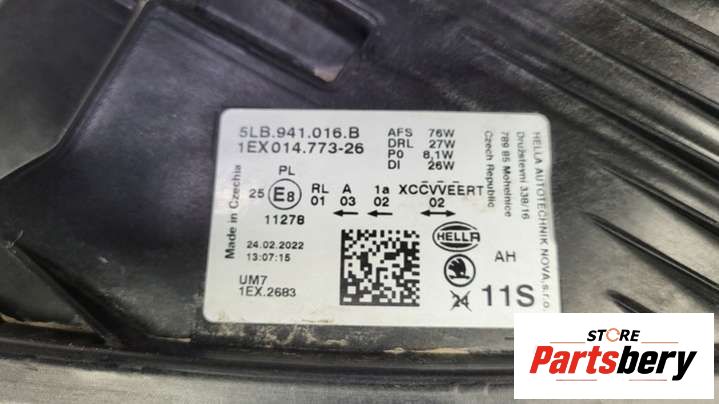 5LB.941.016.B
1EX 014.773-26
AFS 76W
DRL 27W
P0 8,1W
DI 26W
HELLA AUTOTECHNIK NOVA, s.r.o.
Družstevní 338/16
789 85 Mohelnice
Czech Republic
Made in Czechia
PL
25 E8
11278
RL A 1a XCCVVEERT
01 03 02 02
24.02.2022
13:07:15
UM7
1EX.2683
HELLA
AH
11S
STORE
Partsbery